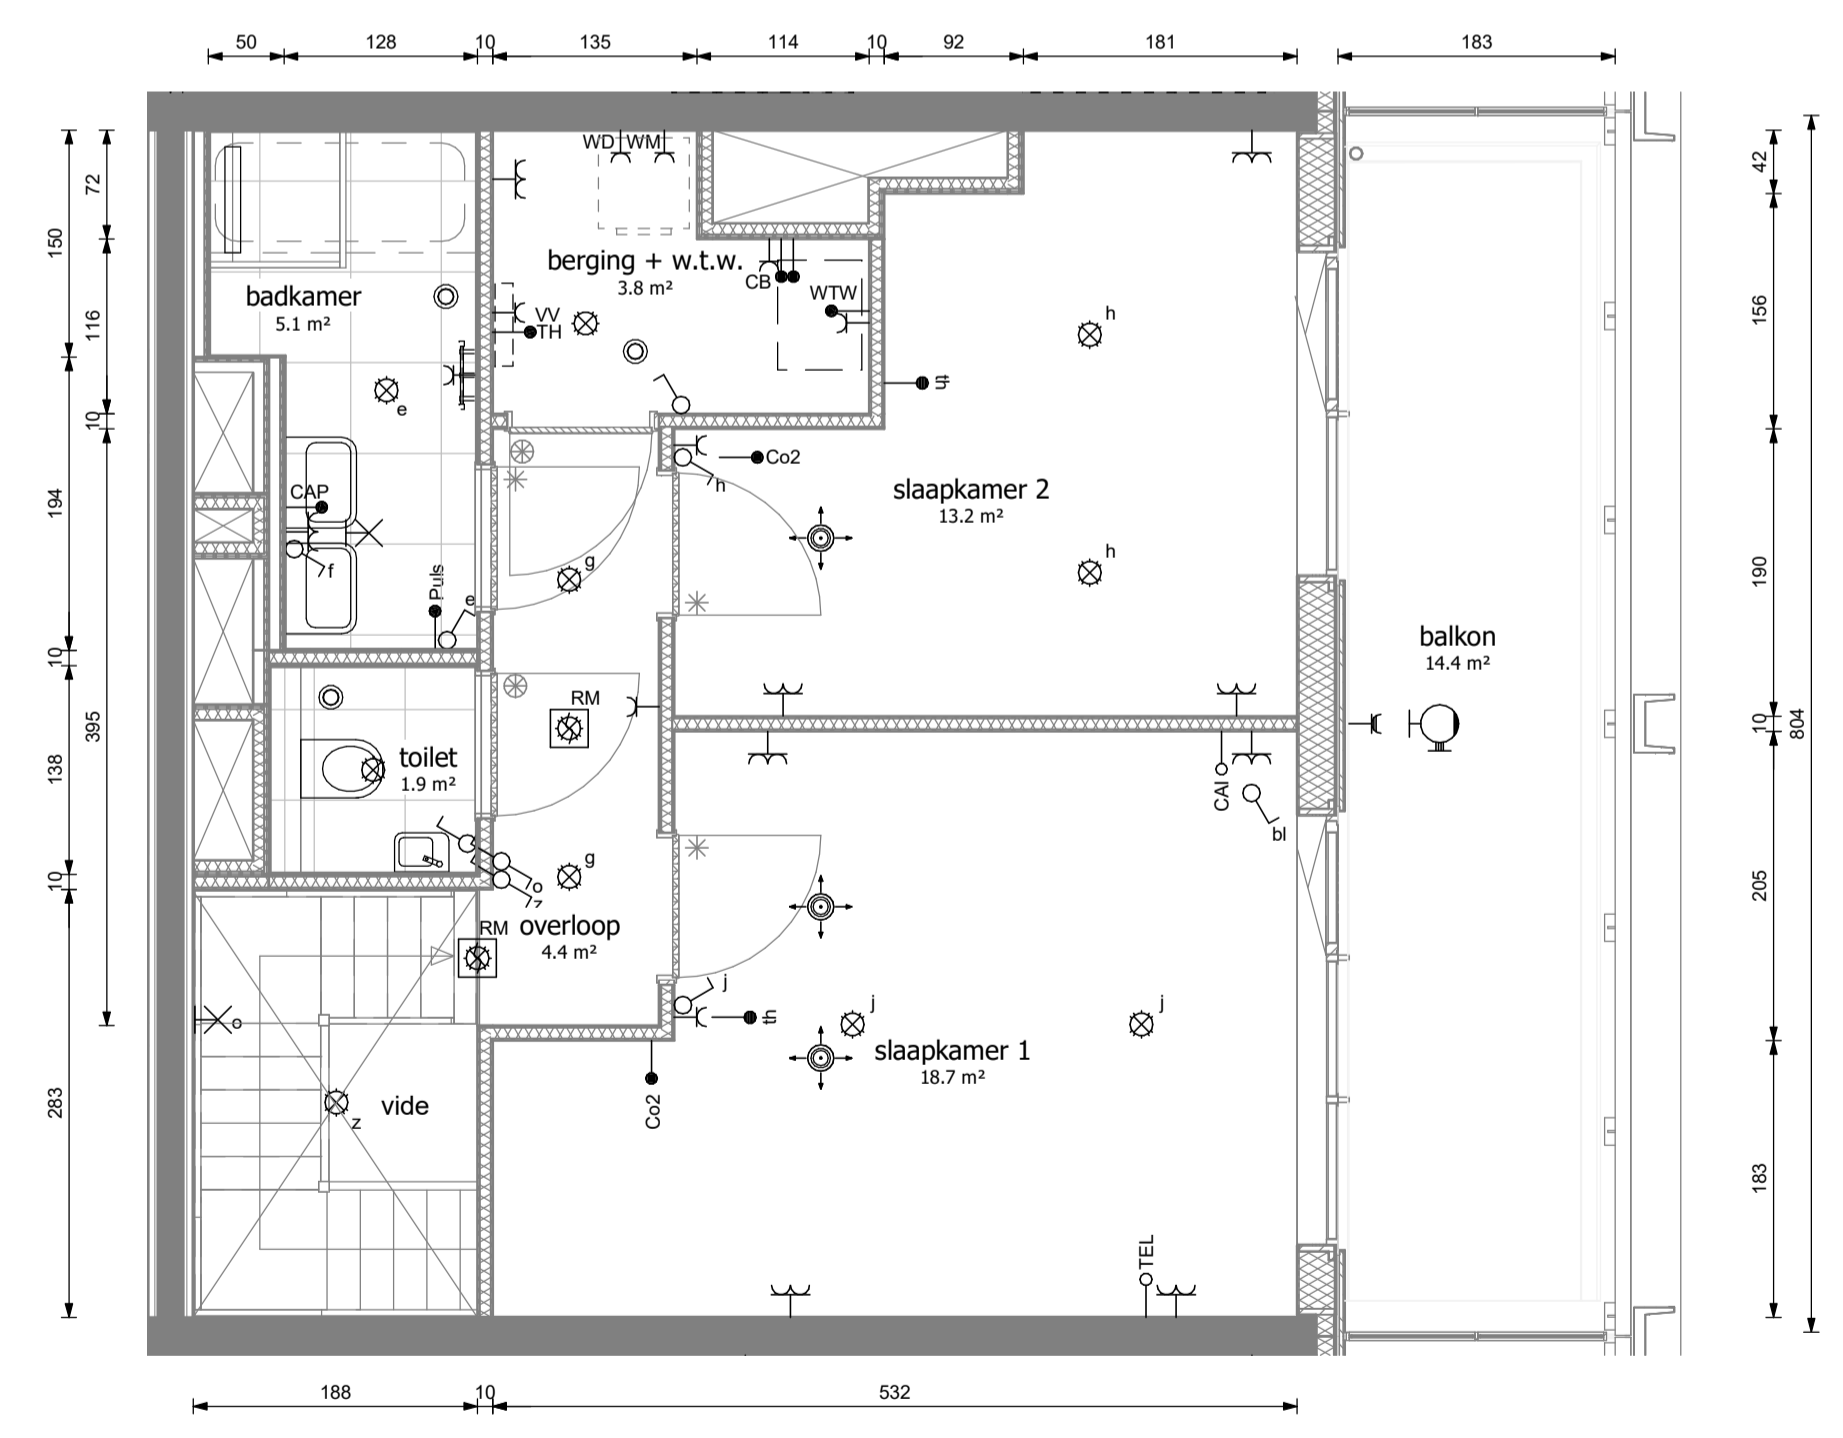 50 128 10 135 114 10 92 181 183
WD WM
72
42
150
berging + w.t.w.
3.8 m²
CB
WTW
badkamer
5.1 m²
VV
TH
116
156
h
e
th
10
Co2
h
slaapkamer 2
13.2 m²
CAP
194
f
g
h
190
Puls
e
balkon
14.4 m²
10
RM
395
10
804
toilet
1.9 m²
138
CAI
bl
g
o
z
10
205
RM
overloop
4.4 m²
j
th
j
j
o
slaapkamer 1
18.7 m²
283
vide
z
Co2
183
TEL
188 10 532